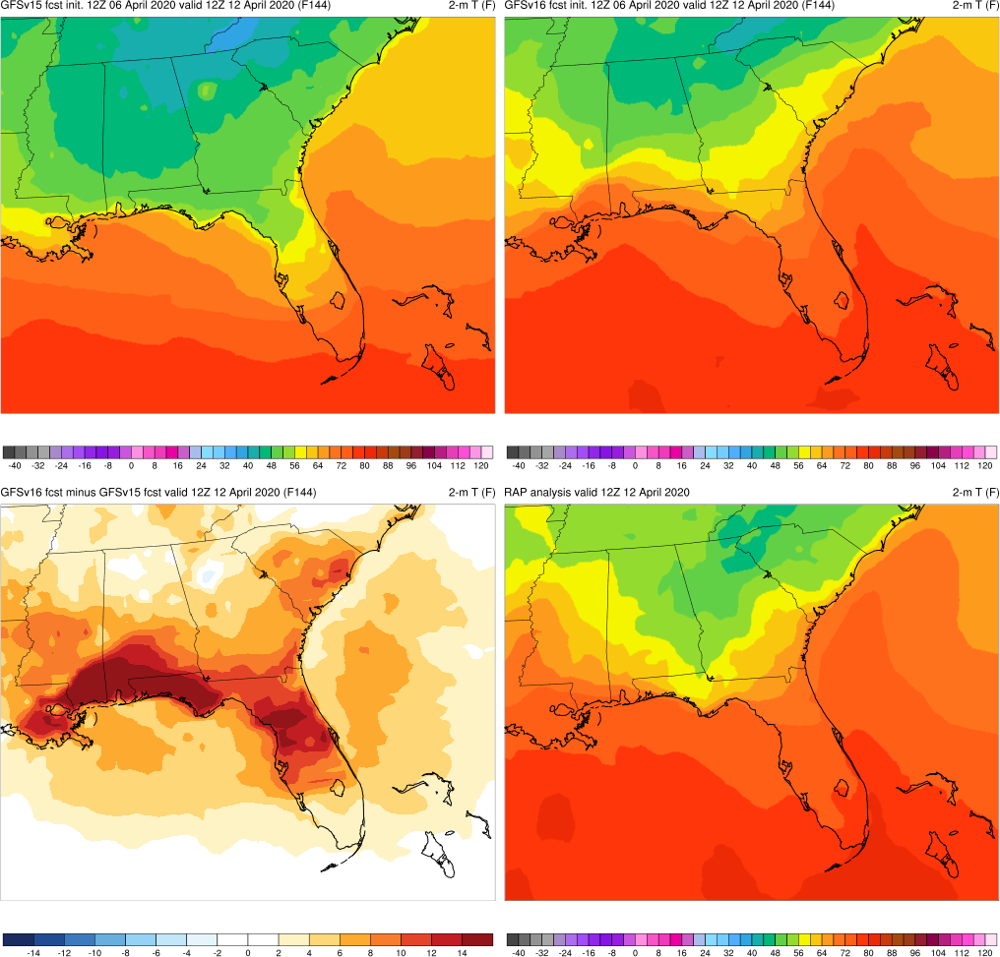 GFSv15 fcst init. 12Z 06 April 2020 valid 12Z 12 April 2020 (F144) 2-m T (F)
GFSv16 fcst init. 12Z 06 April 2020 valid 12Z 12 April 2020 (F144) 2-m T (F)
-40 -32 -24 -16 -8 0 8 16 24 32 40 48 56 64 72 80 88 96 104 112 120
-40 -32 -24 -16 -8 0 8 16 24 32 40 48 56 64 72 80 88 96 104 112 120
GFSv16 fcst minus GFSv15 fcst valid 12Z 12 April 2020 (F144) 2-m T (F)
RAP analysis valid 12Z 12 April 2020 2-m T (F)
-14 -12 -10 -8 -6 -4 -2 0 2 4 6 8 10 12 14
-40 -32 -24 -16 -8 0 8 16 24 32 40 48 56 64 72 80 88 96 104 112 120